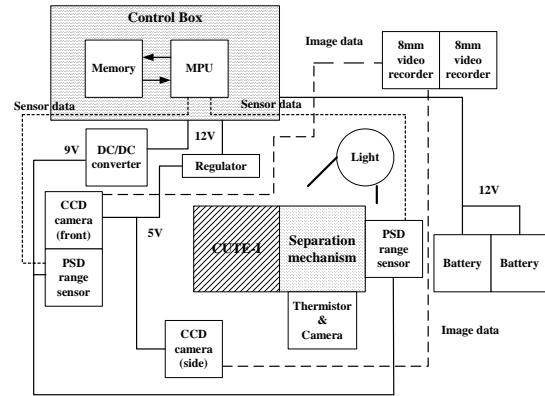 Control Box
Memory
MPU
Image data
8mm
video
recorder
8mm
video
recorder
Sensor data
Sensor data
9V
DC/DC
converter
12V
Regulator
Light
CCD
camera
(front)
5V
12V
CUTE-I
Separation
mechanism
PSD
range
sensor
PSD
range
sensor
Battery
Battery
Thermistor
&
Camera
Image data
CCD
camera
(side)